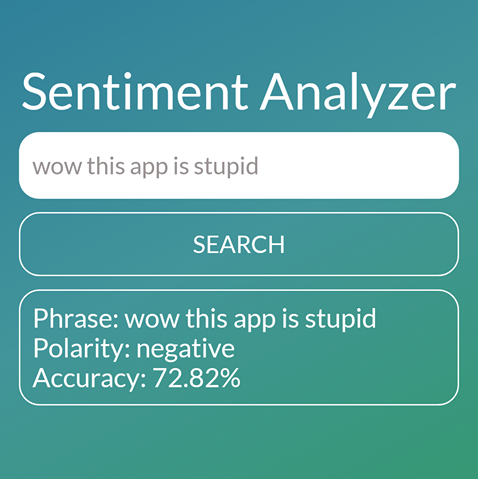 Sentiment Analyzer
wow this app is stupid
SEARCH
Phrase: wow this app is stupid
Polarity: negative
Accuracy: 72.82%